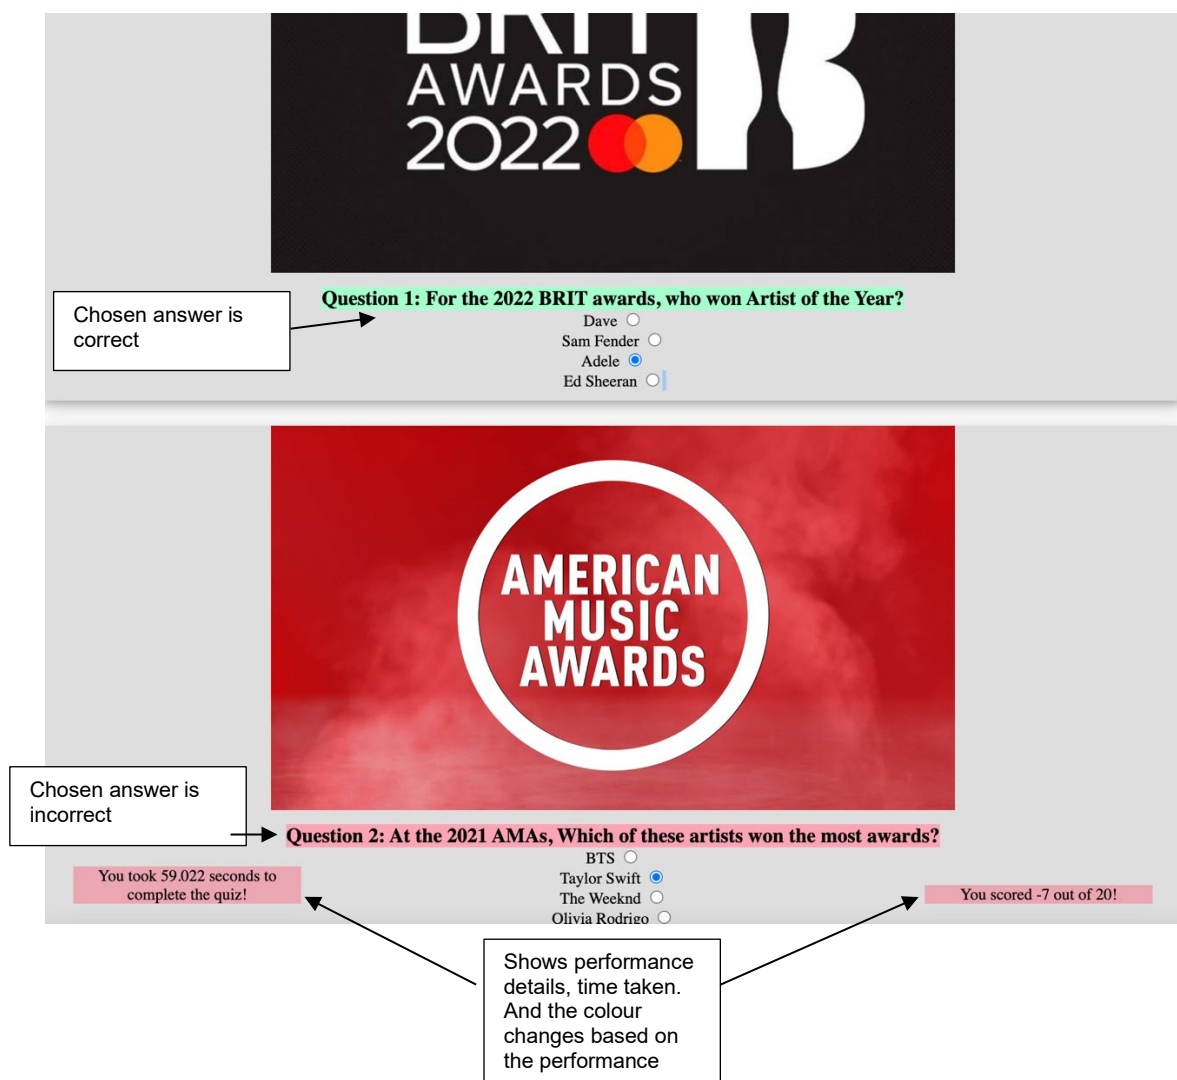 BRIT
AWARDS
2022
B
Question 1: For the 2022 BRIT awards, who won Artist of the Year?
Chosen answer is
correct
Dave
Sam Fender
Adele
Ed Sheeran
AMERICAN
MUSIC
AWARDS
Chosen answer is
incorrect
Question 2: At the 2021 AMAs, Which of these artists won the most awards?
BTS
Taylor Swift
The Weeknd
Olivia Rodrigo
You took 59.022 seconds to
complete the quiz!
You scored -7 out of 20!
Shows performance
details, time taken.
And the colour
changes based on
the performance